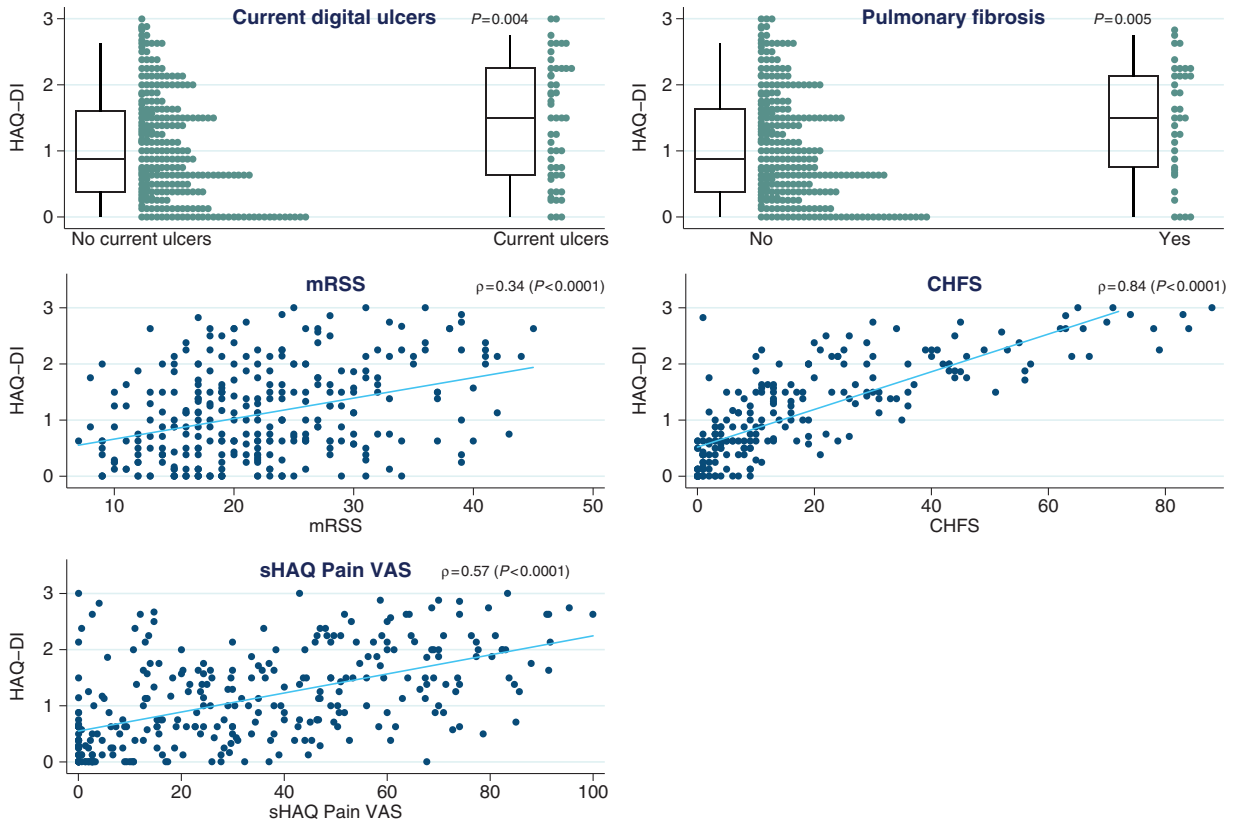 Current digital ulcers
P=0.004
HAQ–DI
3
2
1
0
No current ulcers
Current ulcers
Pulmonary fibrosis
P=0.005
HAQ–DI
3
2
1
0
No
Yes
mRSS
ρ=0.34 (P<0.0001)
HAQ–DI
3
2
1
0
10 20 30 40 50
mRSS
CHFS
ρ=0.84 (P<0.0001)
HAQ–DI
3
2
1
0
0 20 40 60 80
CHFS
sHAQ Pain VAS
ρ=0.57 (P<0.0001)
HAQ–DI
3
2
1
0
0 20 40 60 80 100
sHAQ Pain VAS